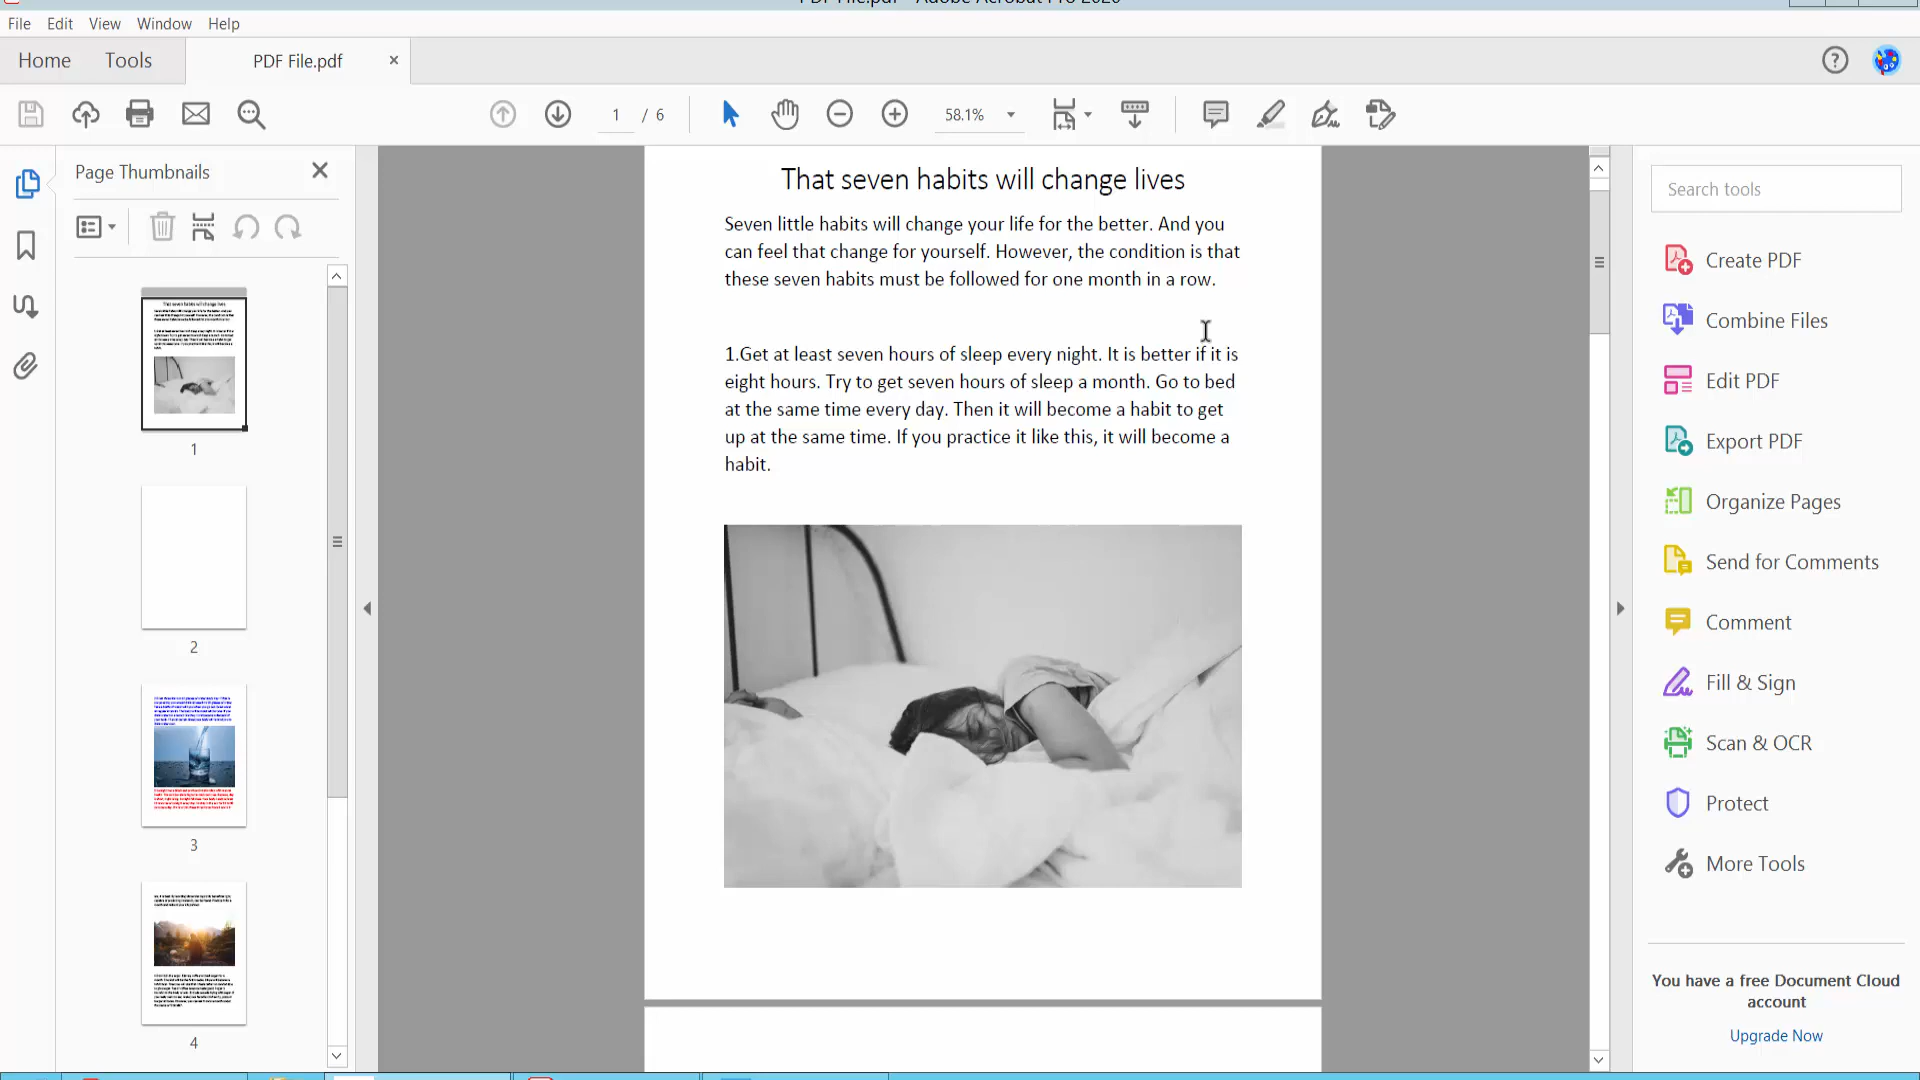 File Edit View Window Help
Home Tools PDF File.pdf
1 / 6 58.1%
Page Thumbnails
1
2
3
4
That seven habits will change lives
Seven little habits will change your life for the better. And you
can feel that change for yourself. However, the condition is that
these seven habits must be followed for one month in a row.
1.Get at least seven hours of sleep every night. It is better if it is
eight hours. Try to get seven hours of sleep a month. Go to bed
at the same time every day. Then it will become a habit to get
up at the same time. If you practice it like this, it will become a
habit.
Search tools
Create PDF
Combine Files
Edit PDF
Export PDF
Organize Pages
Send for Comments
Comment
Fill & Sign
Scan & OCR
Protect
More Tools
You have a free Document Cloud
account
Upgrade Now